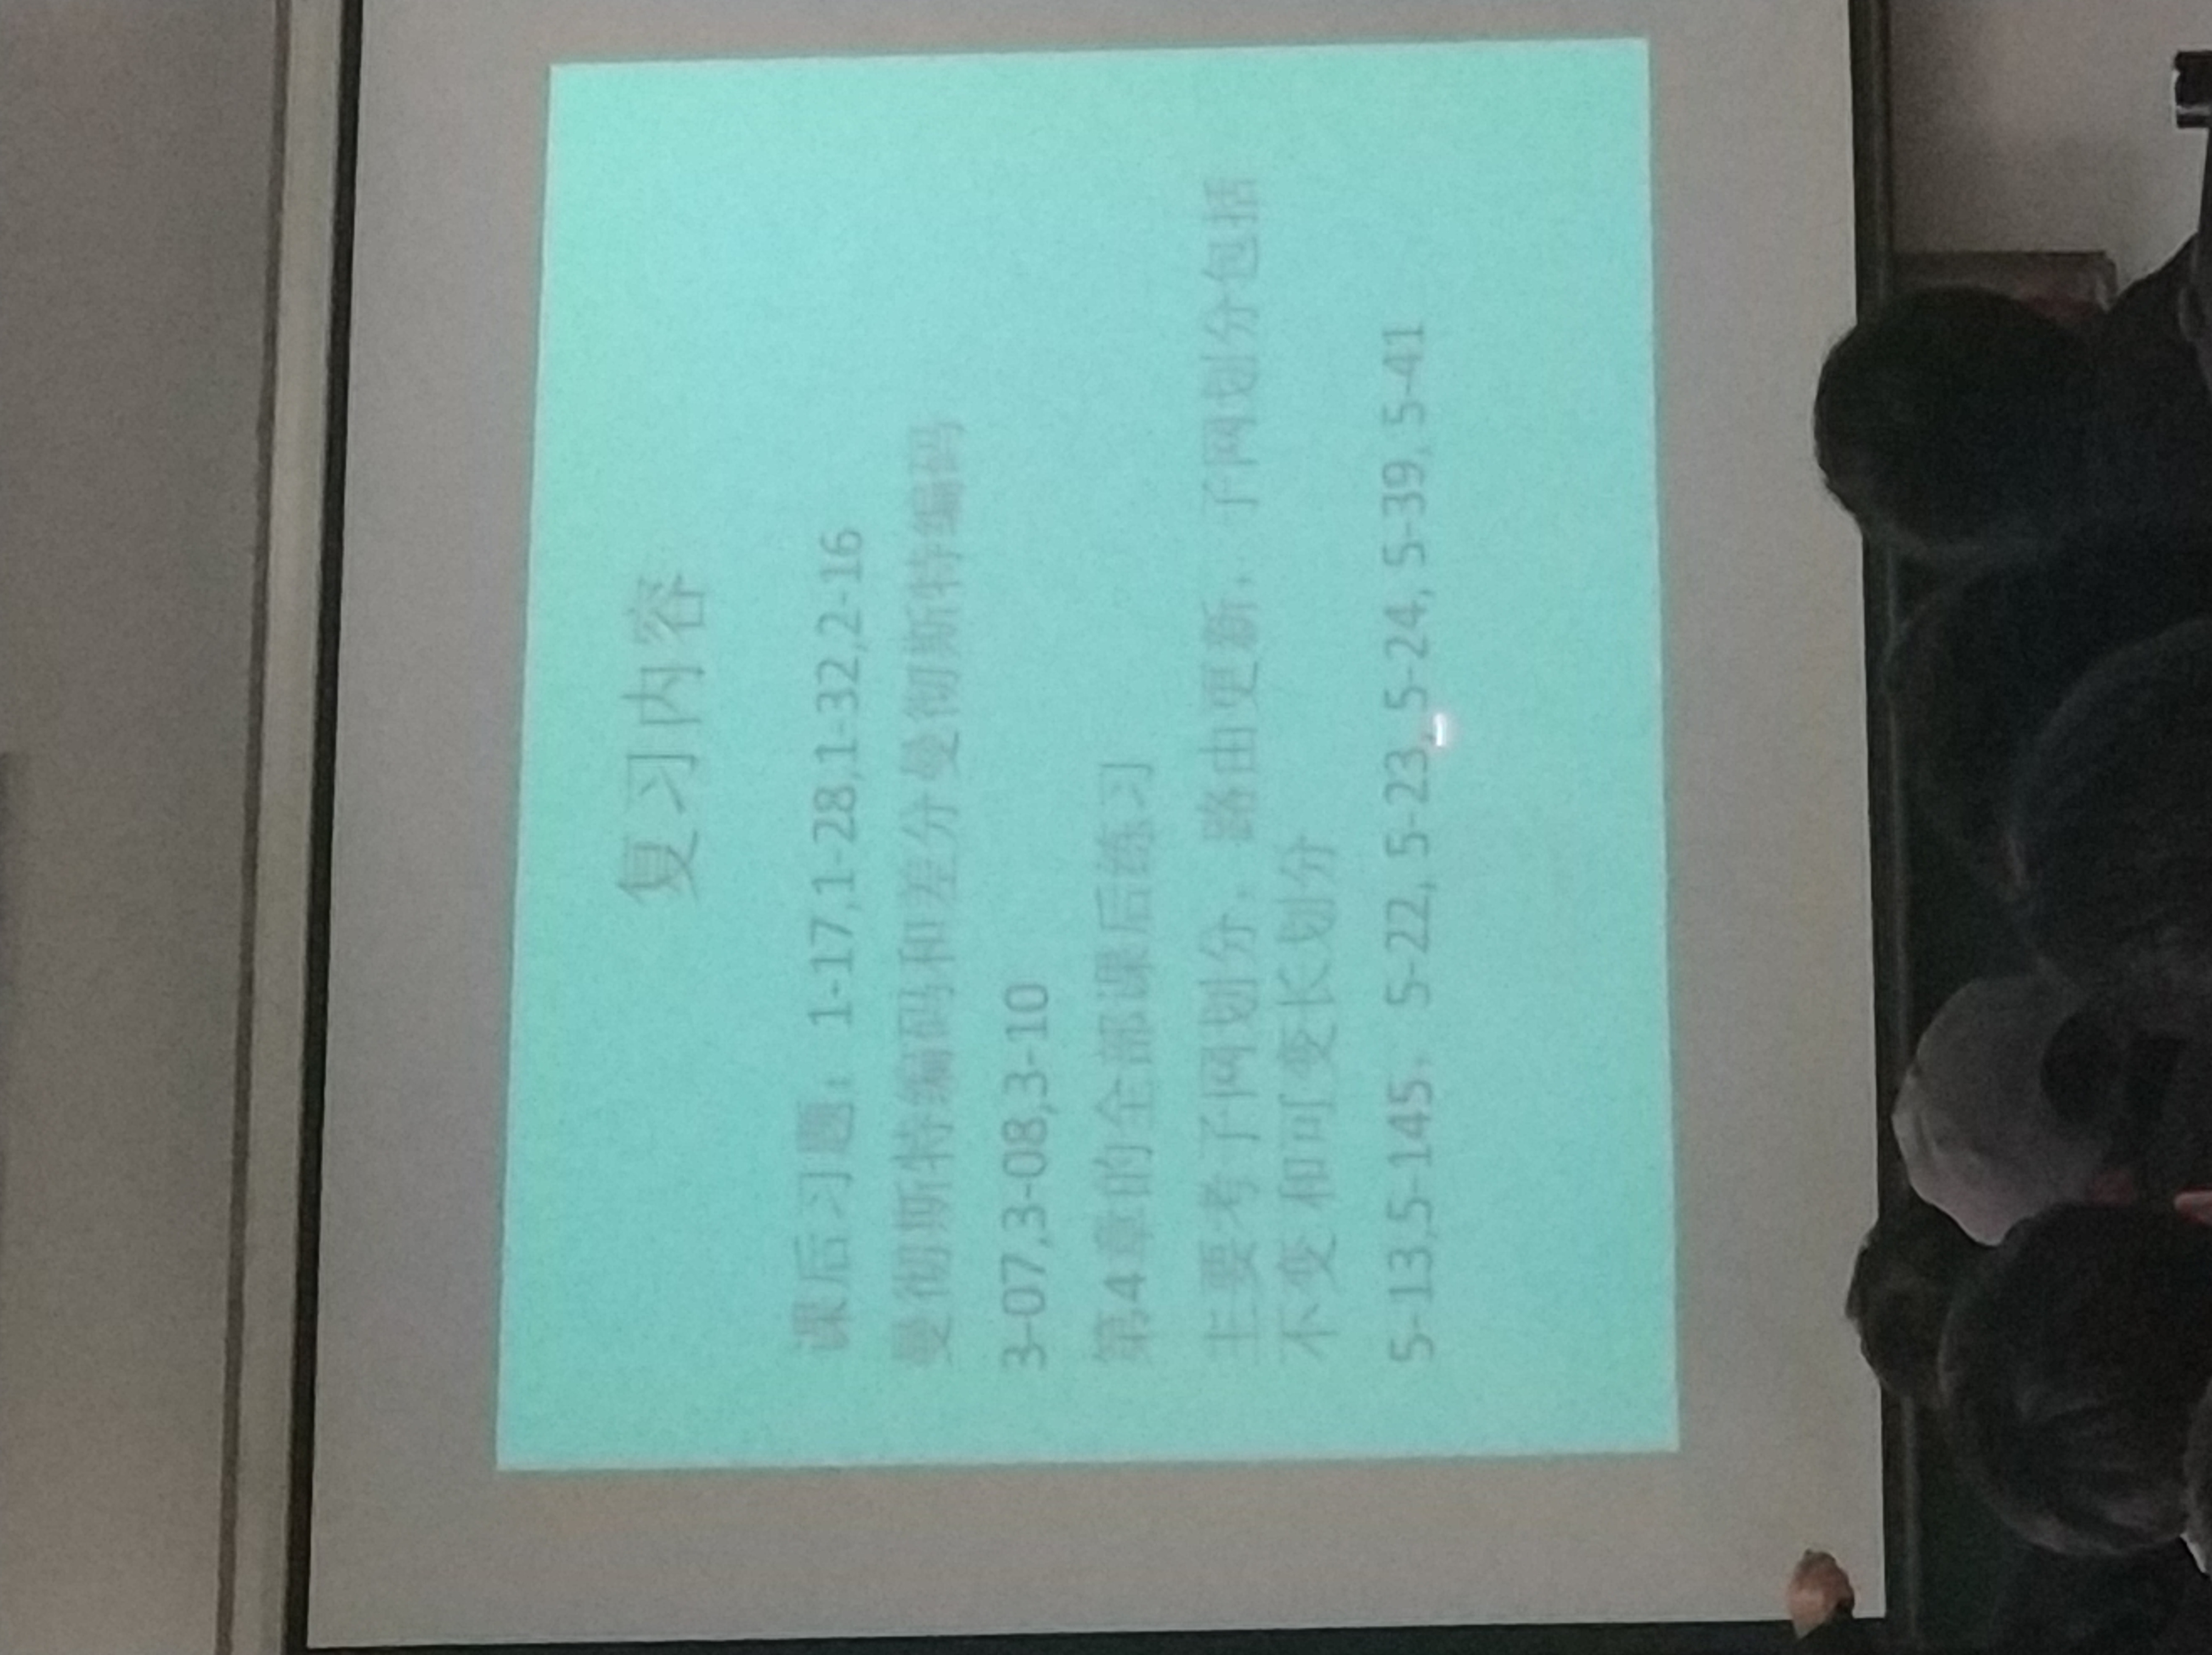 复习内容
课后习题：1-17,1-28,1-32,2-16
曼彻斯特编码和差分曼彻斯特编码
3-07,3-08,3-10
第4章的全部课后练习
主要考子网划分，路由更新，子网划分包括
不变 和可变长划分
5-13,5-145，5-22, 5-23, 5-24, 5-39, 5-41